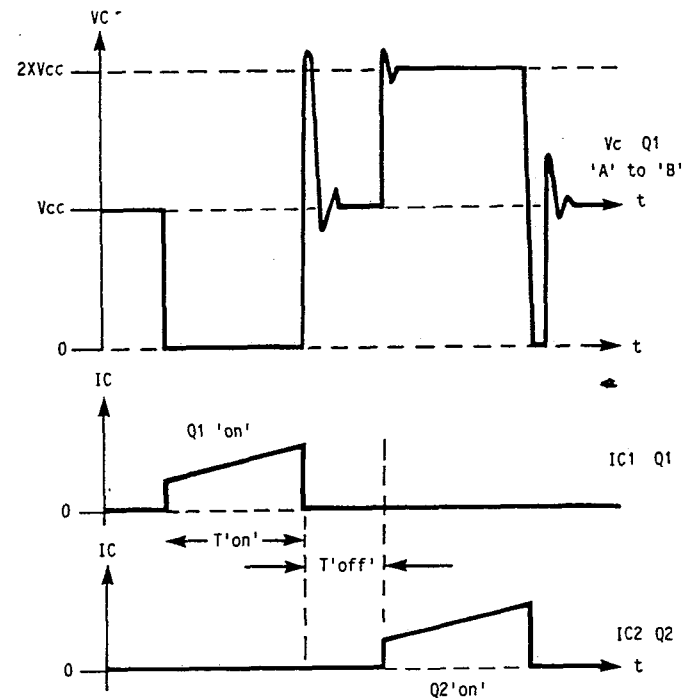 VC
2XVcc
Vc Q1
'A' to 'B'
Vcc
t
0
t
IC
Q1 'on'
IC1 Q1
0
IC
T'on'
T'off'
IC2 Q2
0
t
Q2'on'